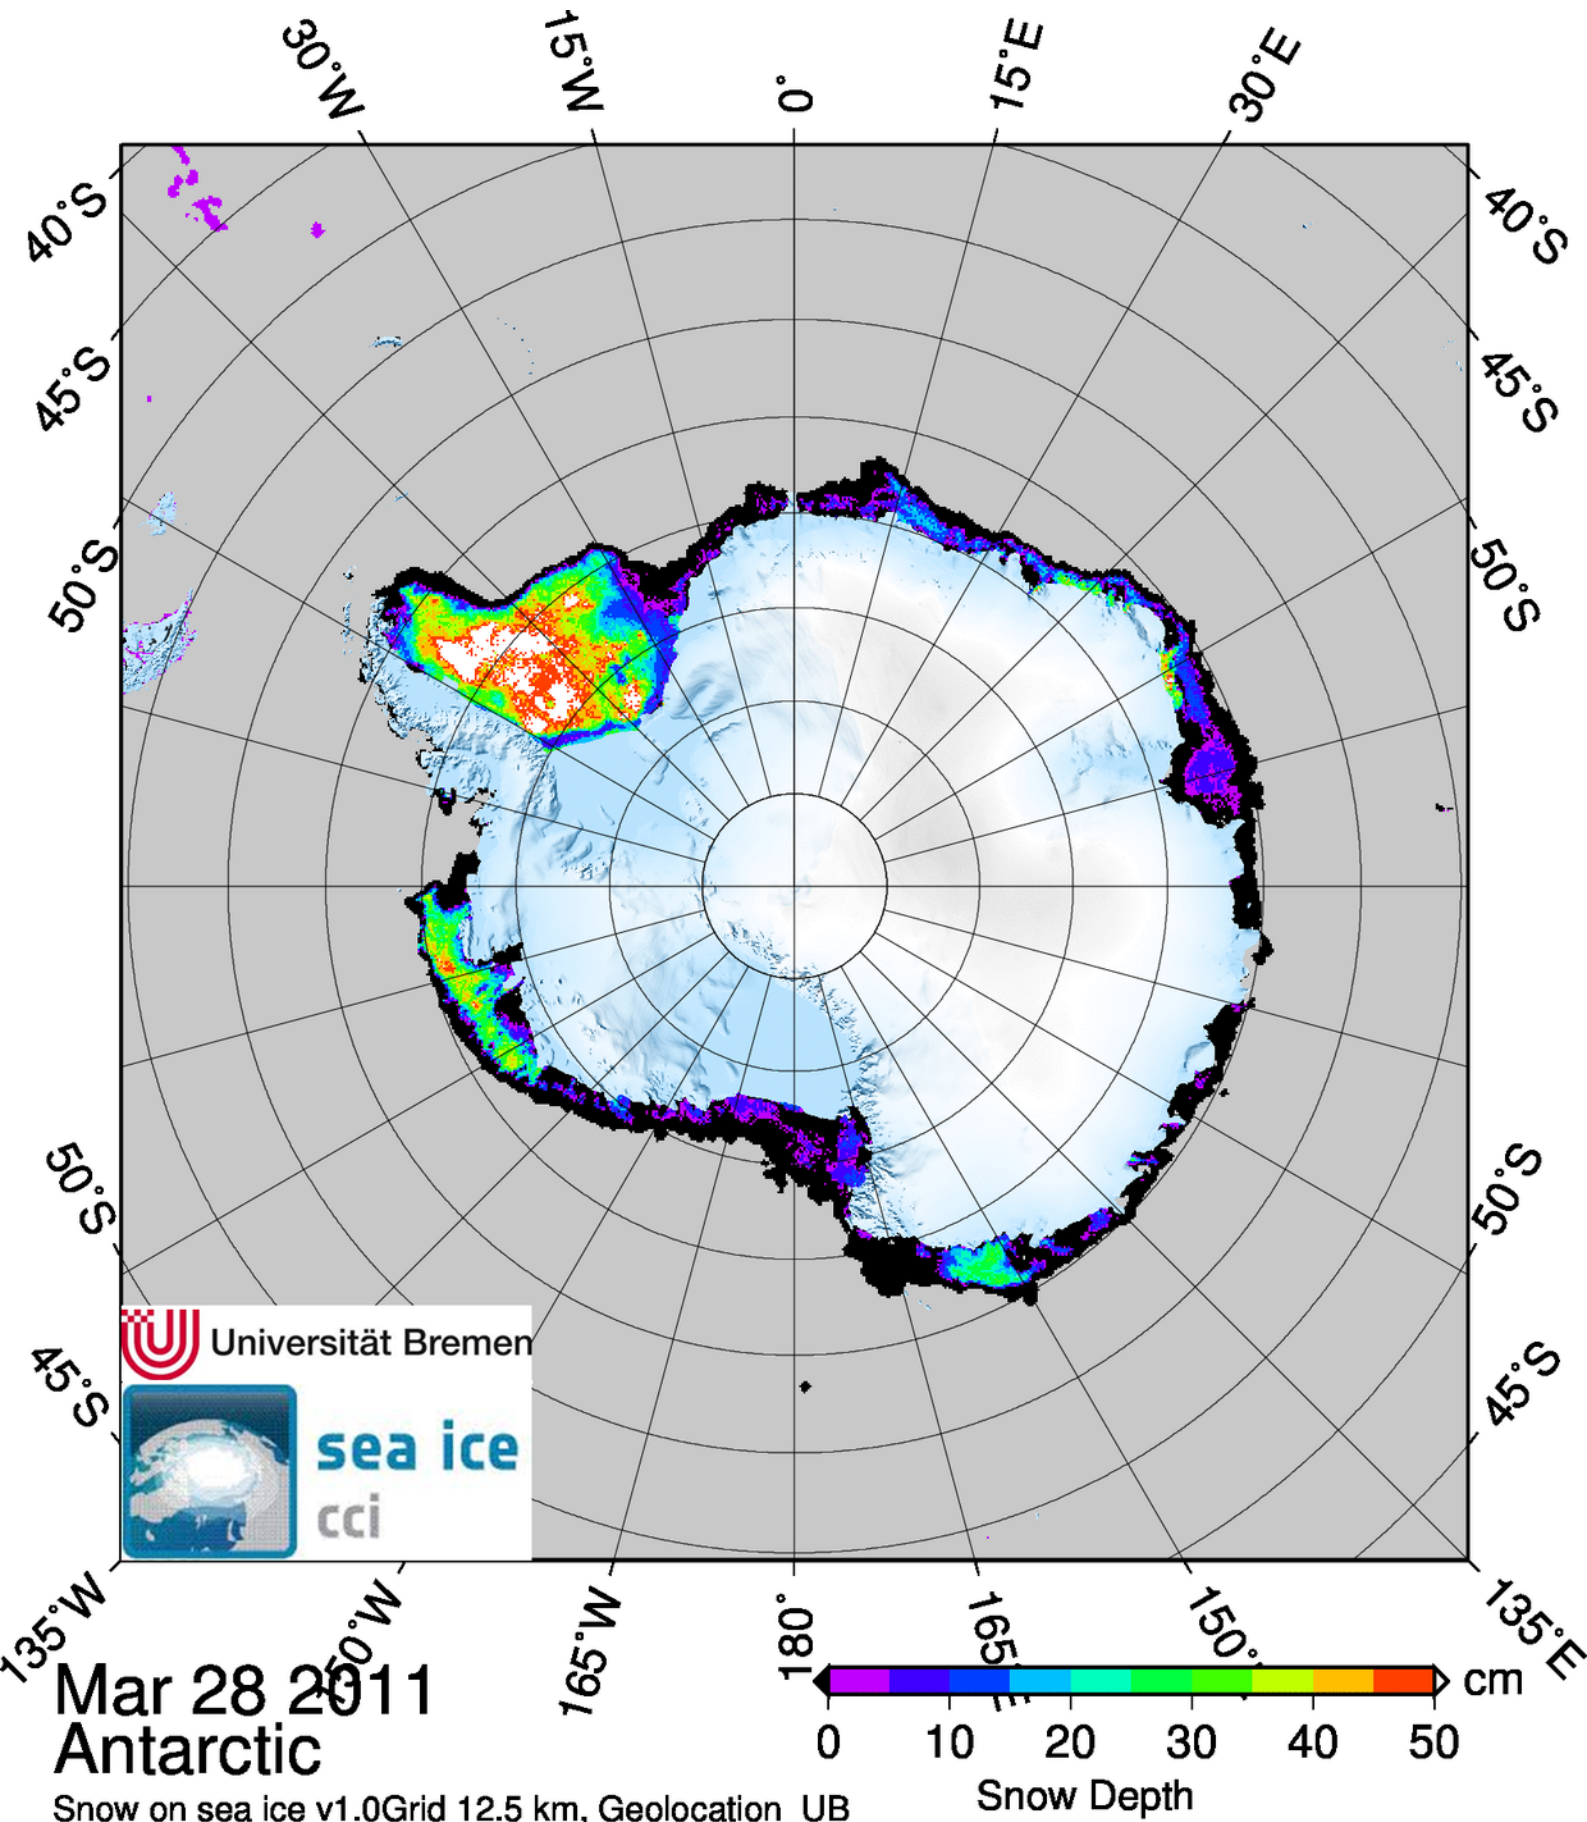 30°W 15°W 0° 15°E 30°E
40°S 40°S
45°S 45°S
50°S 50°S
50°S 50°S
45°S 45°S
Universität Bremen
sea ice
cci
135°W 165°W 180° 165°E 150° 135°E
Mar 28 2011
Antarctic
cm
0 10 20 30 40 50
Snow Depth
Snow on sea ice v1.0Grid 12.5 km, Geolocation UB